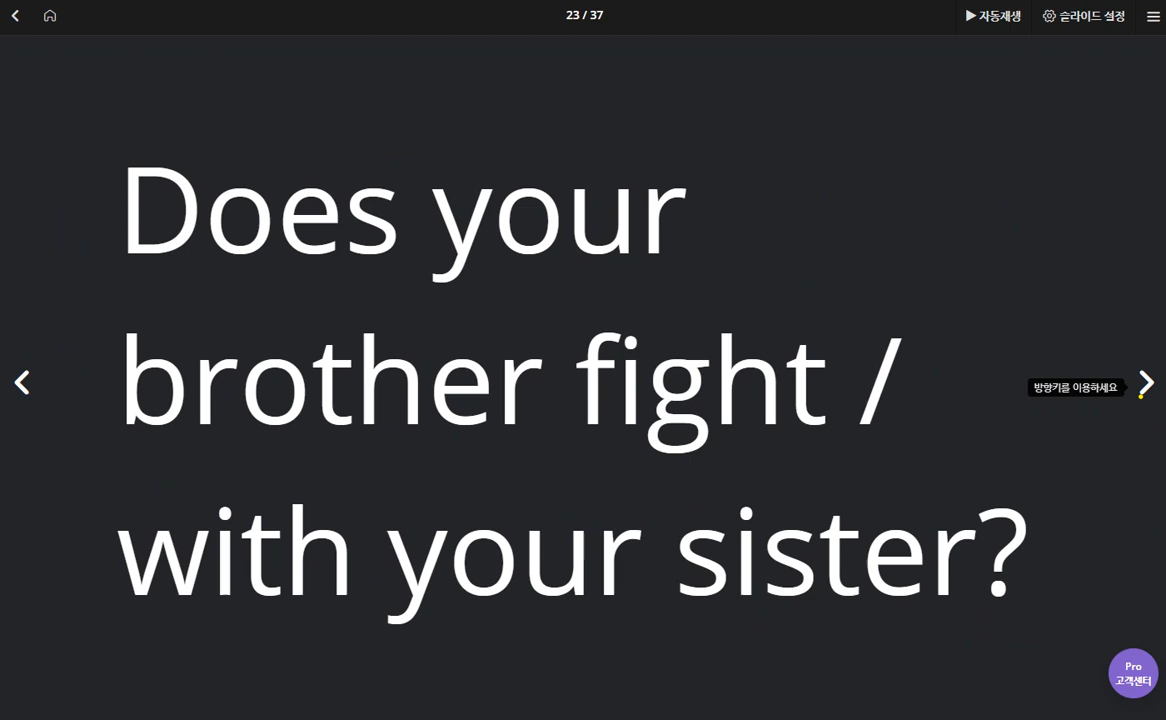 23 / 37
▶ 자동재생
슬라이드 설정
Does your
brother fight /
with your sister?
방향키를 이용하세요
Pro
고객센터